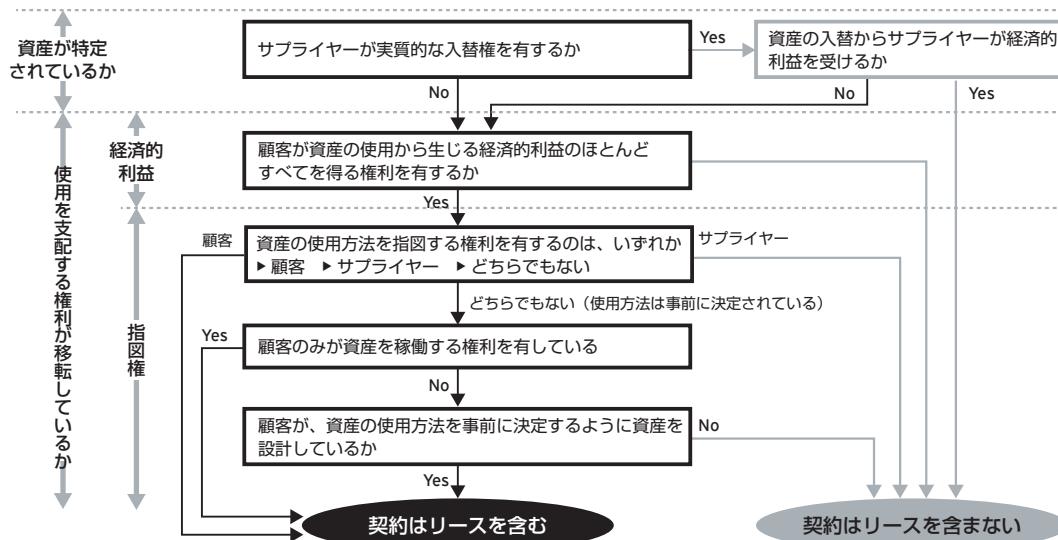 資産が特定
されているか
サプライヤーが実質的な入替権を有するか
Yes
資産の入替からサプライヤーが経済的
利益を受けるか
No
No
Yes
使用を支配する権利が移転しているか
経済的
利益
顧客が資産の使用から生じる経済的利益のほとんど
すべてを得る権利を有するか
Yes
指図権
顧客
資産の使用方法を指図する権利を有するのは、いずれか
▶ 顧客 ▶ サプライヤー ▶ どちらでもない
サプライヤー
どちらでもない（使用方法は事前に決定されている）
Yes
顧客のみが資産を稼働する権利を有している
No
顧客が、資産の使用方法を事前に決定するように資産を
設計しているか
No
Yes
契約はリースを含む
契約はリースを含まない